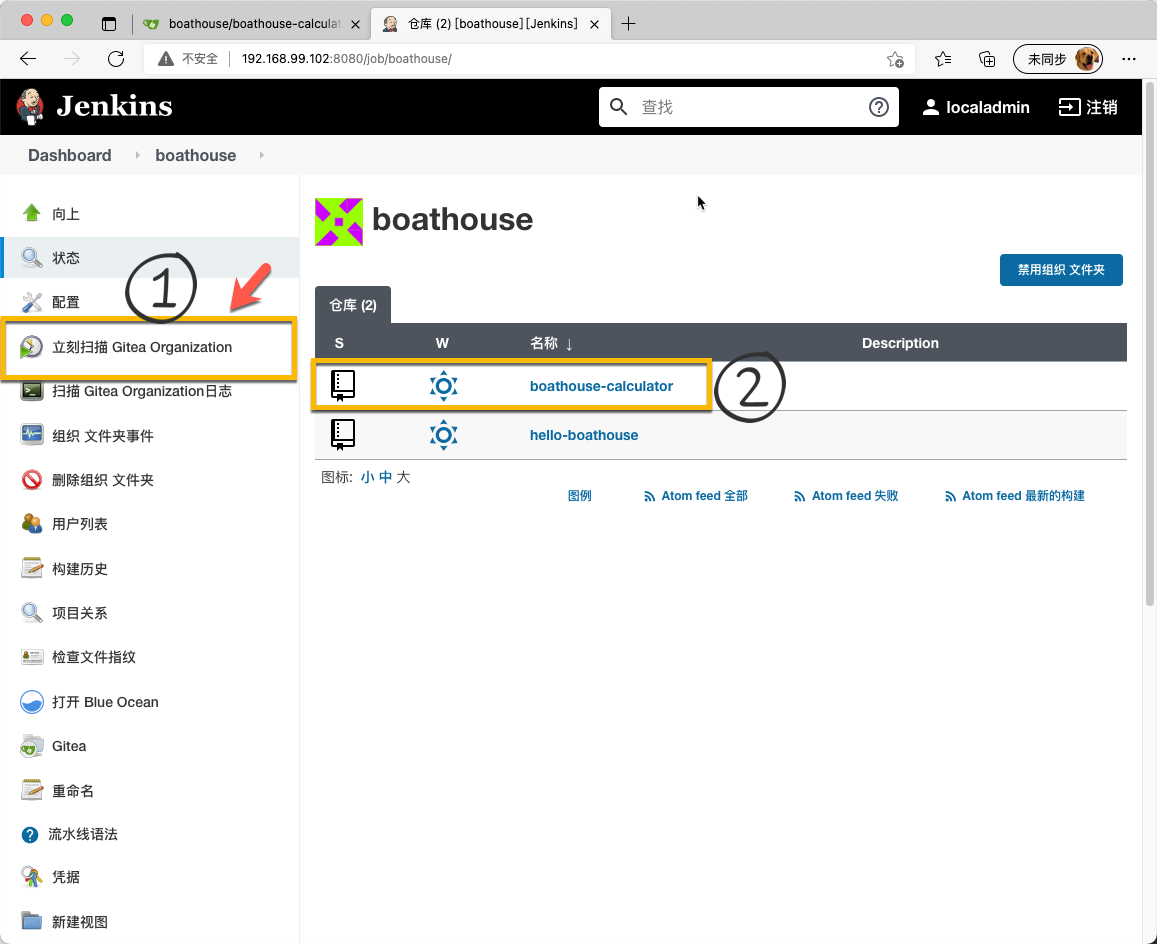 boathouse/boathouse-calculat
仓库 (2) [boathouse] [Jenkins]
不安全
192.168.99.102:8080/job/boathouse/
未同步
Jenkins
查找
localadmin
注销
Dashboard
boathouse
向上
状态
配置
立刻扫描 Gitea Organization
扫描 Gitea Organization日志
组织 文件夹事件
删除组织 文件夹
用户列表
构建历史
项目关系
检查文件指纹
打开 Blue Ocean
Gitea
重命名
流水线语法
凭据
新建视图
1
boathouse
禁用组织 文件夹
仓库 (2)
S W 名称 ↓ Description
boathouse-calculator
2
hello-boathouse
图标: 小 中 大
图例 Atom feed 全部 Atom feed 失败 Atom feed 最新的构建